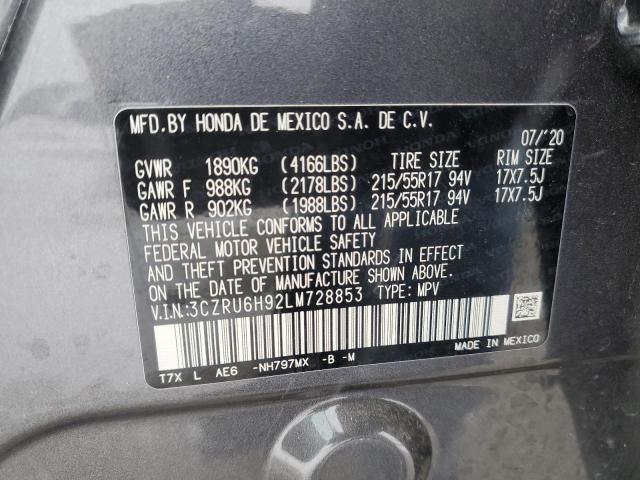 MFD.BY HONDA DE MEXICO S.A. DE C.V.
07/'20
GVWR 1890KG (4166LBS) TIRE SIZE RIM SIZE
GAWR F 988KG (2178LBS) 215/55R17 94V 17X7.5J
GAWR R 902KG (1988LBS) 215/55R17 94V 17X7.5J
THIS VEHICLE CONFORMS TO ALL APPLICABLE
FEDERAL MOTOR VEHICLE SAFETY
AND THEFT PREVENTION STANDARDS IN EFFECT
ON THE DATE OF MANUFACTURE SHOWN ABOVE.
V.I.N:3CZRU6H92LM728853 TYPE: MPV
T7X L AE6 -NH797MX -B -M MADE IN MEXICO